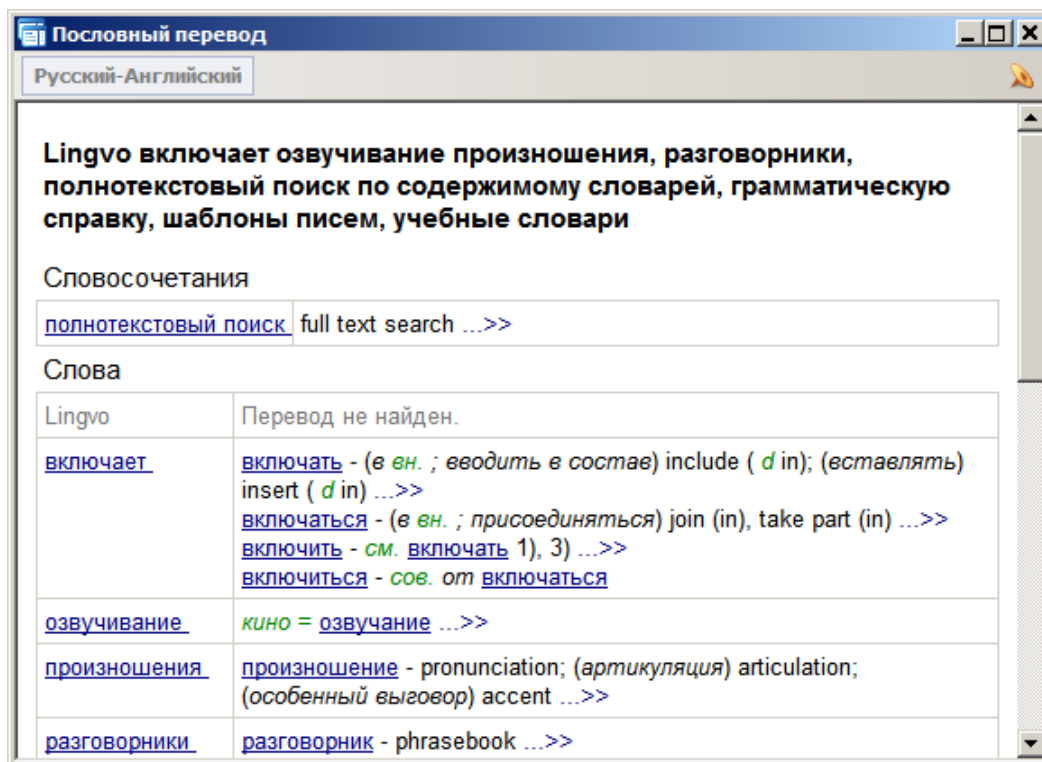 Пословный перевод
Русский-Английский
Lingvo включает озвучивание произношения, разговорники,
полнотекстовый поиск по содержимому словарей, грамматическую
справку, шаблоны писем, учебные словари
Словосочетания
полнотекстовый поиск full text search ...>>
Слова
Lingvo Перевод не найден.
включает включать - (в вн. ; вводить в состав) include ( d in); (вставлять)
insert ( d in) ...>>
включаться - (в вн. ; присоединяться) join (in), take part (in) ...>>
включить - см. включать 1), 3) ...>>
включиться - сов. от включаться
озвучивание кино = озвучание ...>>
произношения произношение - pronunciation; (артикуляция) articulation;
(особенный выговор) accent ...>>
разговорники разговорник - phrasebook ...>>